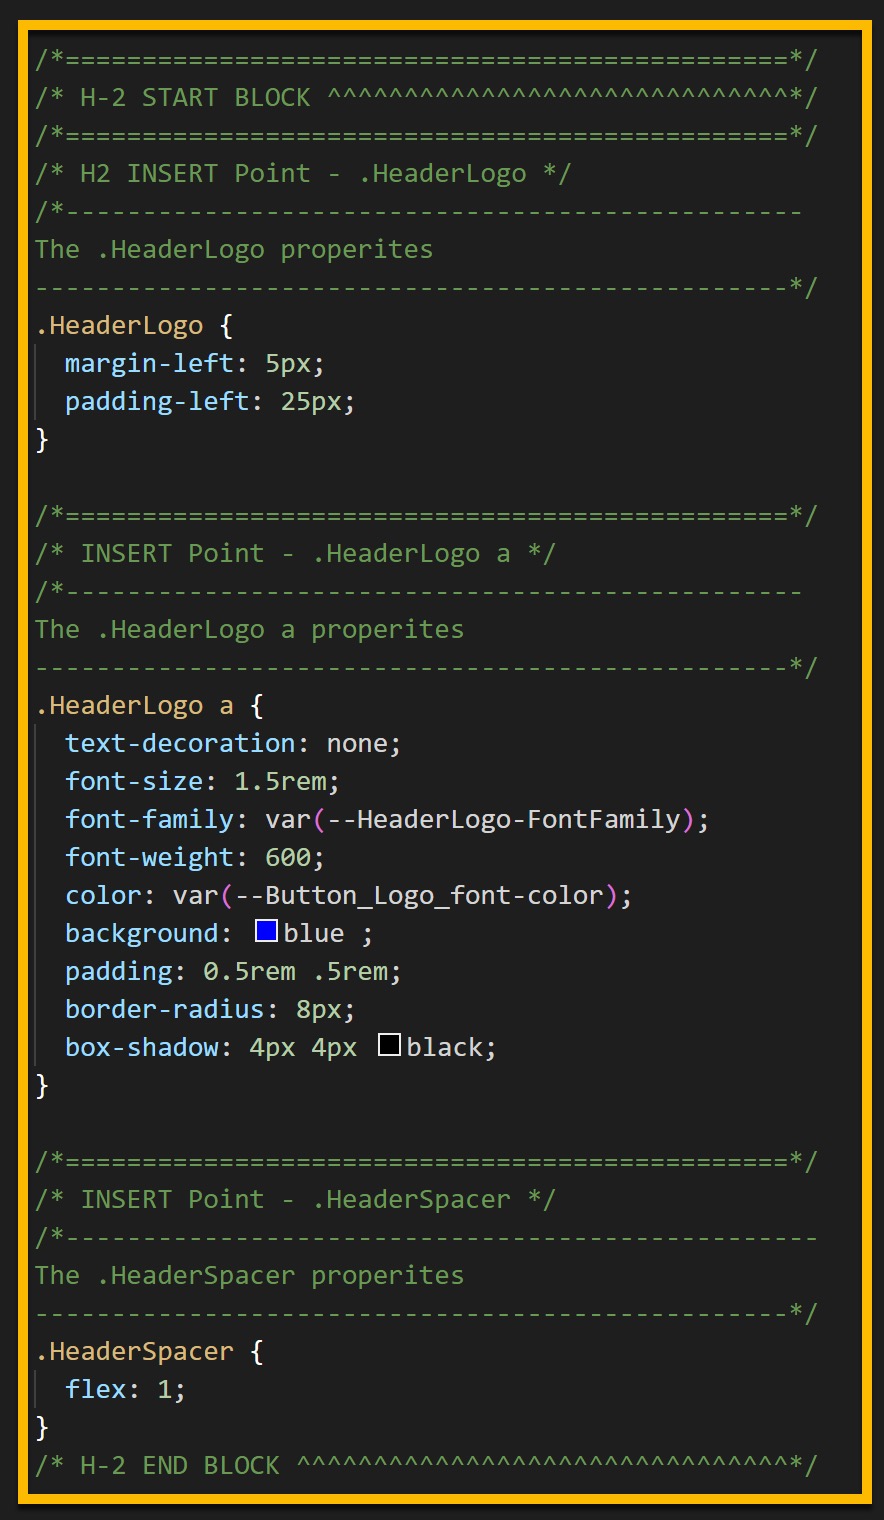 /*===============================================*/
/* H-2 START BLOCK ^^^^^^^^^^^^^^^^^^^^^^^^^^^^^^*/
/*===============================================*/
/* H2 INSERT Point - .HeaderLogo */
/*------------------------------------------------
The .HeaderLogo properites
-------------------------------------------------*/
.HeaderLogo {
  margin-left: 5px;
  padding-left: 25px;
}

/*===============================================*/
/* INSERT Point - .HeaderLogo a */
/*------------------------------------------------
The .HeaderLogo a properites
-------------------------------------------------*/
.HeaderLogo a {
  text-decoration: none;
  font-size: 1.5rem;
  font-family: var(--HeaderLogo-FontFamily);
  font-weight: 600;
  color: var(--Button_Logo_font-color);
  background: blue ;
  padding: 0.5rem .5rem;
  border-radius: 8px;
  box-shadow: 4px 4px black;
}

/*===============================================*/
/* INSERT Point - .HeaderSpacer */
/*-------------------------------------------------
The .HeaderSpacer properites
-------------------------------------------------*/
.HeaderSpacer {
  flex: 1;
}
/* H-2 END BLOCK ^^^^^^^^^^^^^^^^^^^^^^^^^^^^^^^^*/